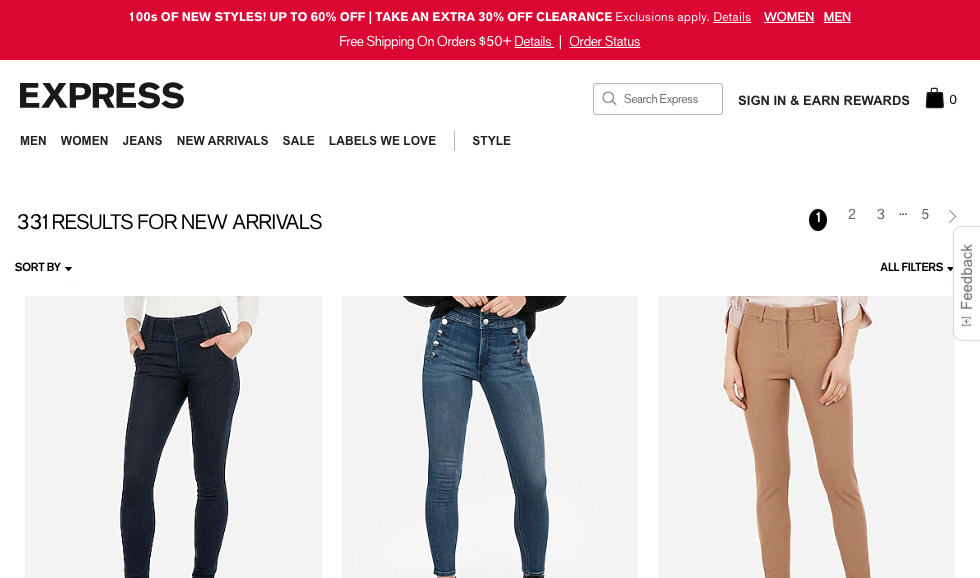 100s OF NEW STYLES! UP TO 60% OFF | TAKE AN EXTRA 30% OFF CLEARANCE Exclusions apply. Details WOMEN MEN
Free Shipping On Orders $50+ Details | Order Status
EXPRESS
Search Express
SIGN IN & EARN REWARDS
0
MEN WOMEN JEANS NEW ARRIVALS SALE LABELS WE LOVE | STYLE
331 RESULTS FOR NEW ARRIVALS
1 2 3 ... 5
SORT BY
ALL FILTERS
[+] Feedback